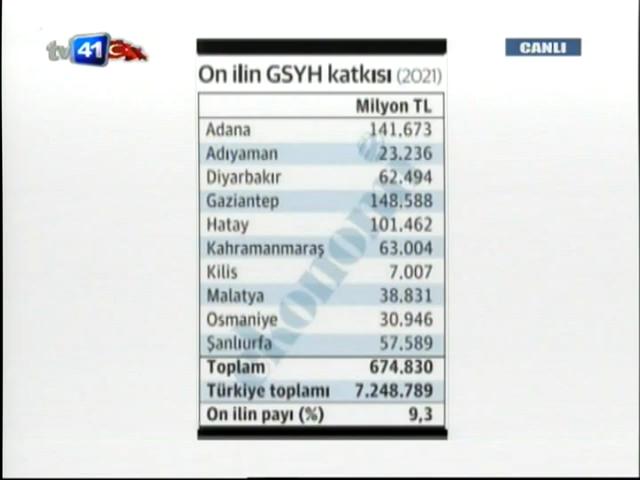 tv41
CANLI
On ilin GSYH katkısı (2021)
Milyon TL
Adana 141.673
Adıyaman 23.236
Diyarbakır 62.494
Gaziantep 148.588
Hatay 101.462
Kahramanmaraş 63.004
Kilis 7.007
Malatya 38.831
Osmaniye 30.946
Şanlıurfa 57.589
Toplam 674.830
Türkiye toplamı 7.248.789
On ilin payı (%) 9,3
ekonomi